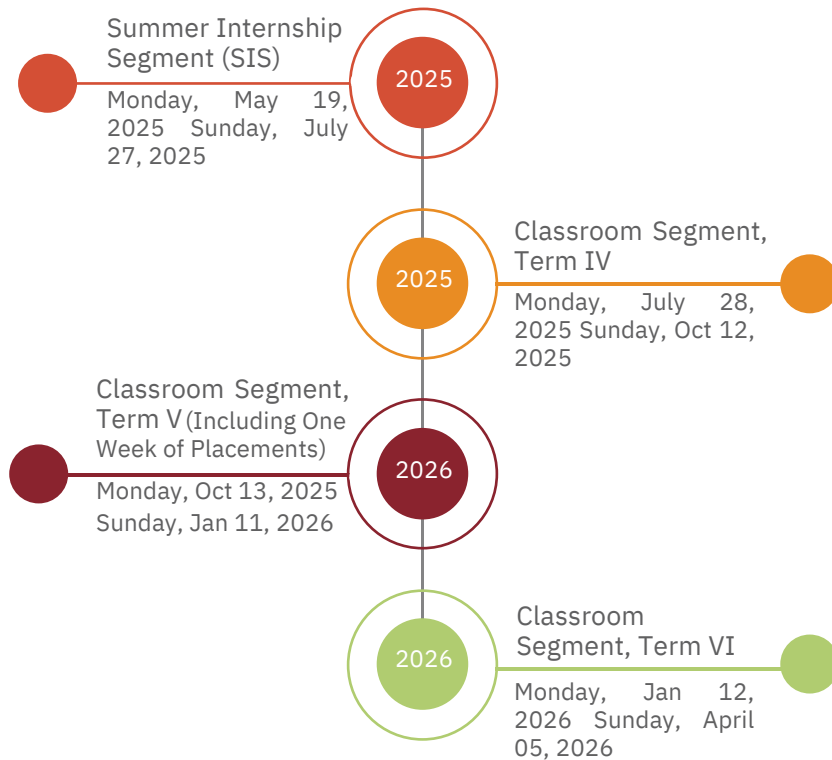 Summer Internship
Segment (SIS)
2025
Monday, May 19,
2025 Sunday, July
27, 2025
Classroom Segment,
Term IV
2025
Monday, July 28,
2025 Sunday, Oct 12,
2025
Classroom Segment,
Term V (Including One
Week of Placements)
2026
Monday, Oct 13, 2025
Sunday, Jan 11, 2026
Classroom
Segment, Term VI
2026
Monday, Jan 12,
2026 Sunday, April
05, 2026